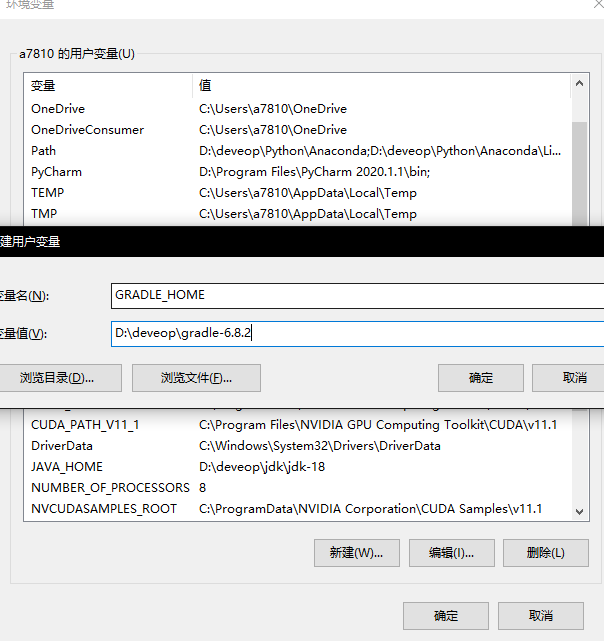 环境变量
a7810 的用户变量(U)
变量 值
OneDrive C:\Users\a7810\OneDrive
OneDriveConsumer C:\Users\a7810\OneDrive
Path D:\deveop\Python\Anaconda;D:\deveop\Python\Anaconda\Li...
PyCharm D:\Program Files\PyCharm 2020.1.1\bin;
TEMP C:\Users\a7810\AppData\Local\Temp
TMP C:\Users\a7810\AppData\Local\Temp
建用户变量
变量名(N): GRADLE_HOME
变量值(V): D:\deveop\gradle-6.8.2
浏览目录(D)... 浏览文件(F)... 确定 取消
CUDA_PATH_V11_1 C:\Program Files\NVIDIA GPU Computing Toolkit\CUDA\v11.1
DriverData C:\Windows\System32\Drivers\DriverData
JAVA_HOME D:\deveop\jdk\jdk-18
NUMBER_OF_PROCESSORS 8
NVCUDASAMPLES_ROOT C:\ProgramData\NVIDIA Corporation\CUDA Samples\v11.1
新建(W)... 编辑(I)... 删除(L)
确定 取消